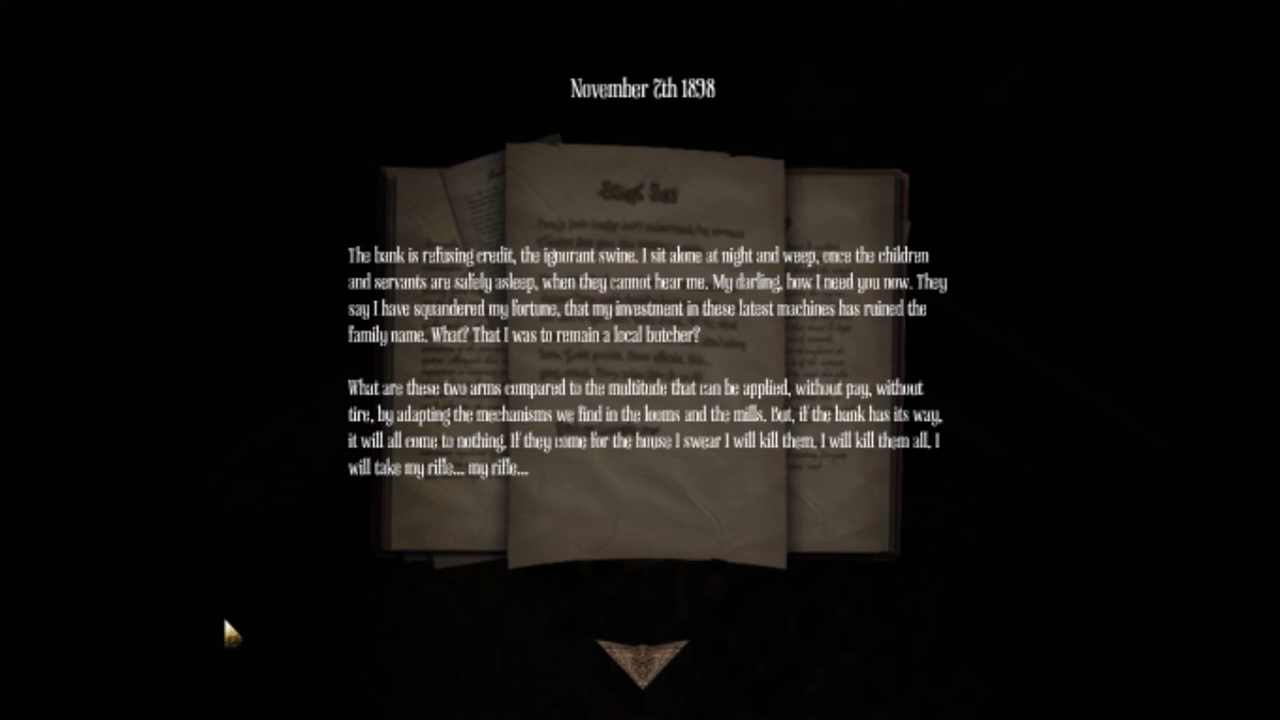 November 7th 1898
The bank is refusing credit, the ignorant swine. I sit alone at night and weep, once the children
and servants are safely asleep, when they cannot hear me. My darling, how I need you now. They
say I have squandered my fortune, that my investment in these latest machines has ruined the
family name. What? That I was to remain a local butcher?
What are these two arms compared to the multitude that can be applied, without pay, without
tire, by adapting the mechanisms we find in the looms and the mills. But, if the bank has its way,
it will all come to nothing. If they come for the house I swear I will kill them, I will kill them all, I
will take my rifle... my rifle...